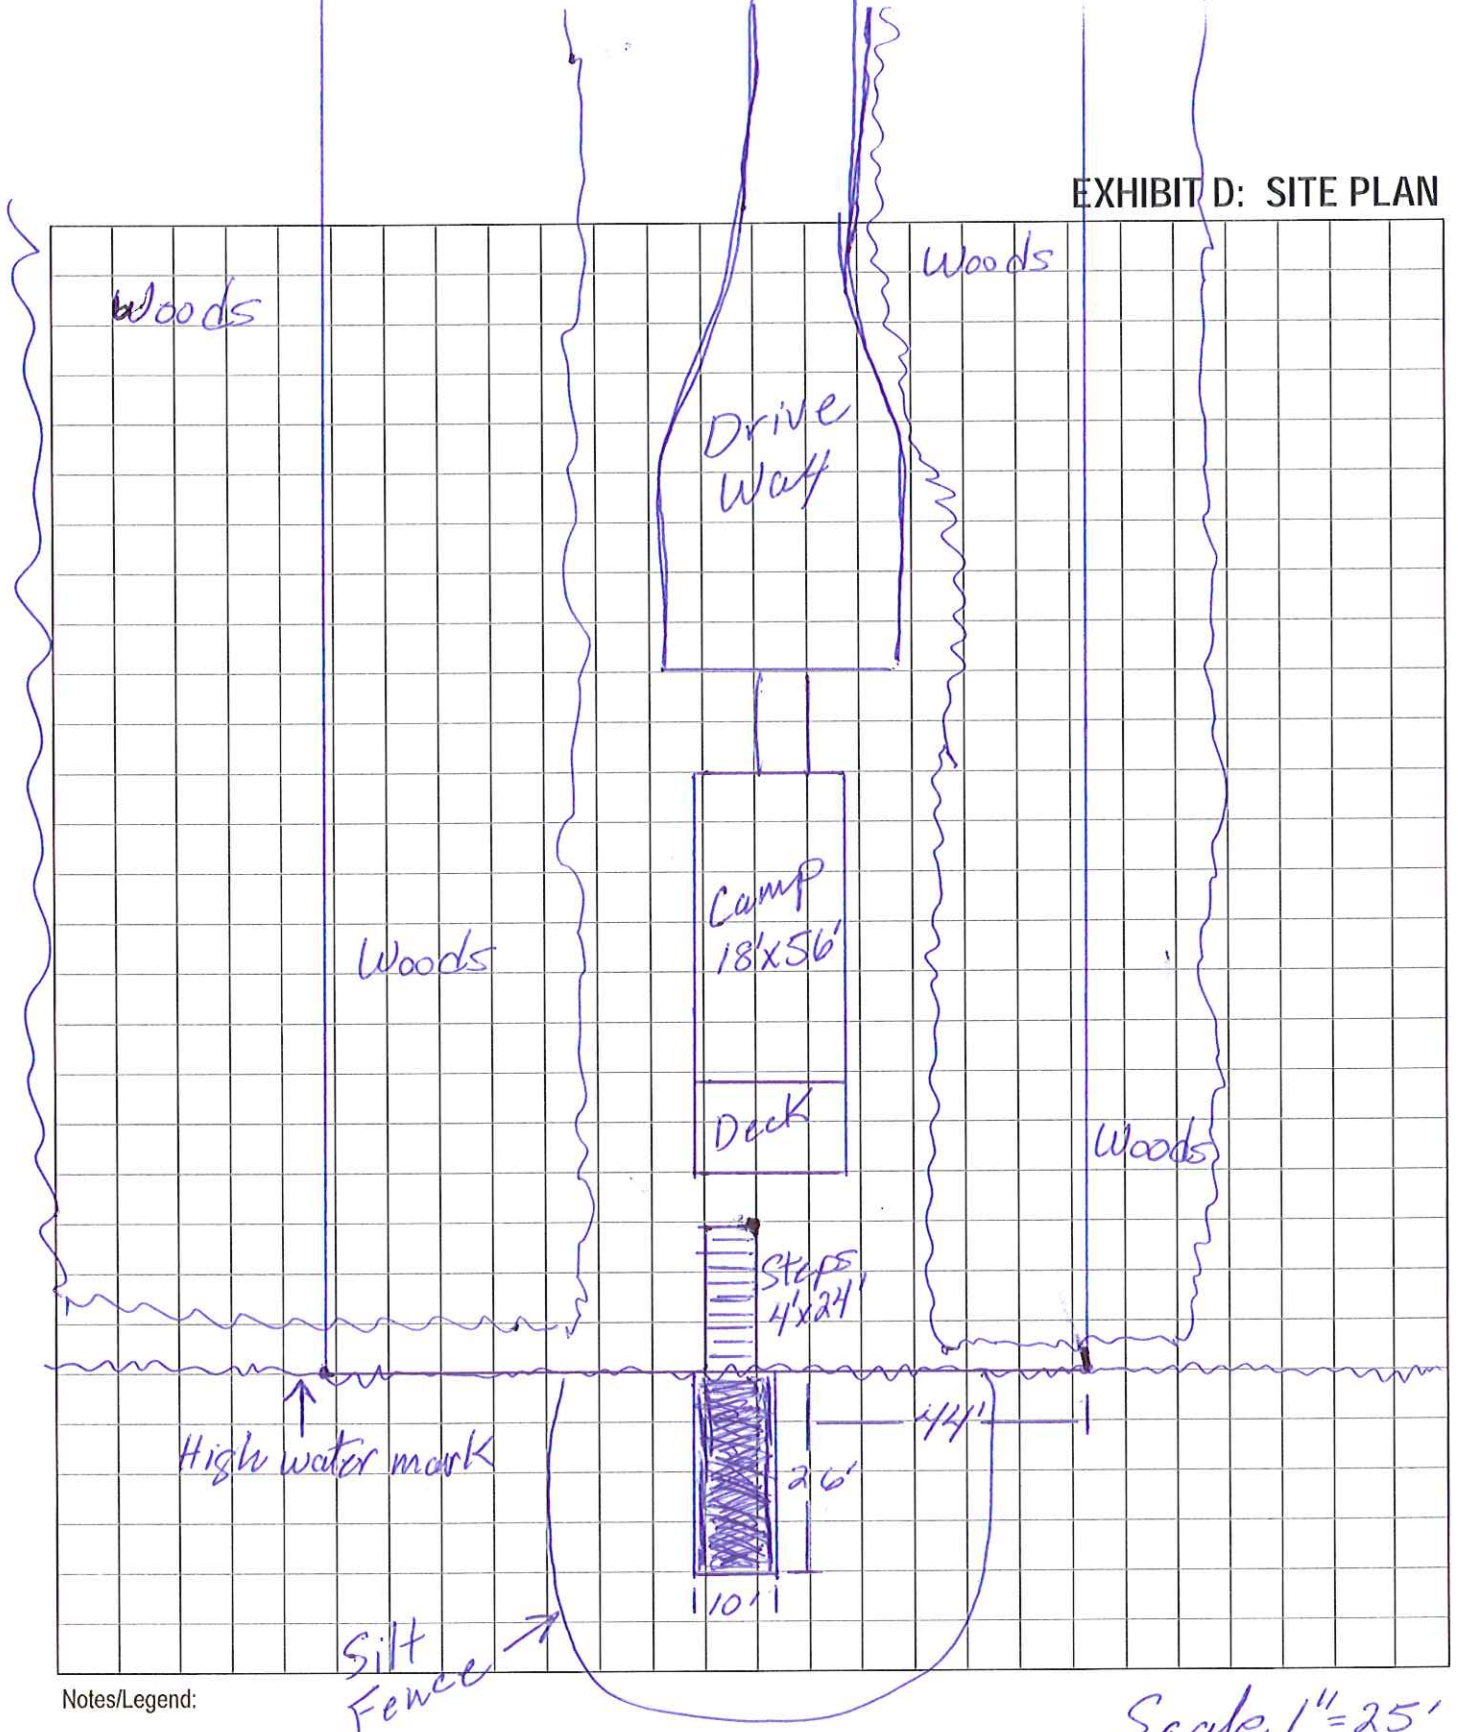 EXHIBIT D: SITE PLAN
Woods
Woods
Drive
Way
Camp
18'x56'
Woods
Deck
Woods
Steps
4'x24'
44'
High water mark
26'
10'
Silt
Fence
Notes/Legend:
Scale 1"=25'